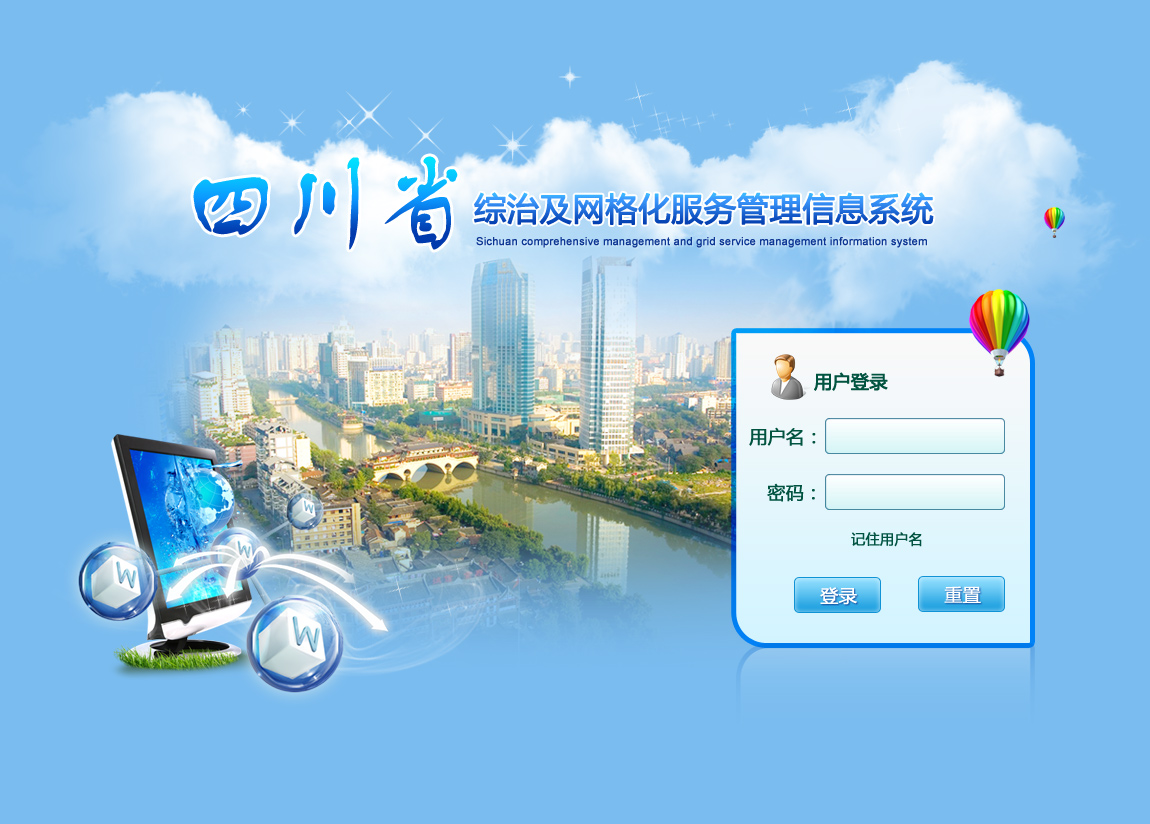 四川省 综治及网格化服务管理信息系统
Sichuan comprehensive management and grid service management information system
用户登录
用户名：
密码：
记住用户名
登录 重置
W
W
W
W